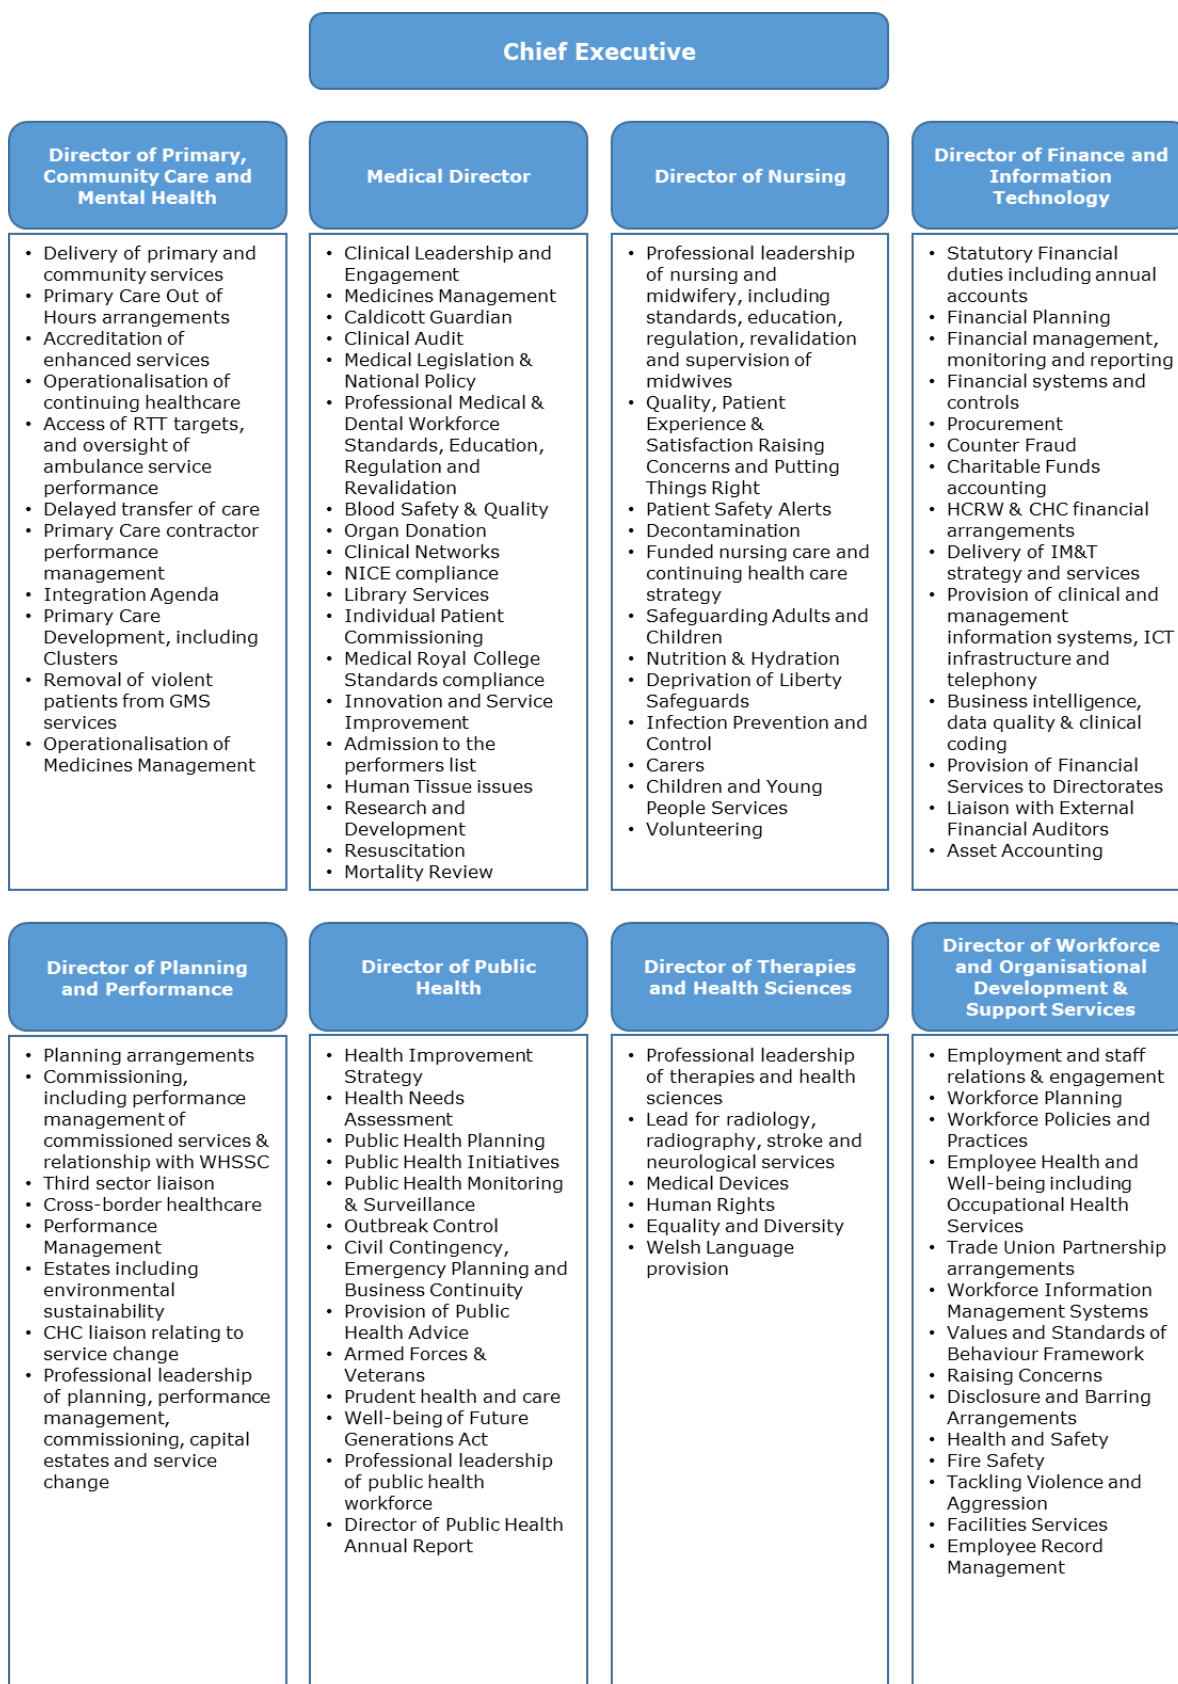 Chief Executive
Director of Primary,
Community Care and
Mental Health
• Delivery of primary and
community services
• Primary Care Out of
Hours arrangements
• Accreditation of
enhanced services
• Operationalisation of
continuing healthcare
• Access of RTT targets,
and oversight of
ambulance service
performance
• Delayed transfer of care
• Primary Care contractor
performance
management
• Integration Agenda
• Primary Care
Development, including
Clusters
• Removal of violent
patients from GMS
services
• Operationalisation of
Medicines Management
Medical Director
• Clinical Leadership and
Engagement
• Medicines Management
• Caldicott Guardian
• Clinical Audit
• Medical Legislation &
National Policy
• Professional Medical &
Dental Workforce
Standards, Education,
Regulation and
Revalidation
• Blood Safety & Quality
• Organ Donation
• Clinical Networks
• NICE compliance
• Library Services
• Individual Patient
Commissioning
• Medical Royal College
Standards compliance
• Innovation and Service
Improvement
• Admission to the
performers list
• Human Tissue issues
• Research and
Development
• Resuscitation
• Mortality Review
Director of Nursing
• Professional leadership
of nursing and
midwifery, including
standards, education,
regulation, revalidation
and supervision of
midwives
• Quality, Patient
Experience &
Satisfaction Raising
Concerns and Putting
Things Right
• Patient Safety Alerts
• Decontamination
• Funded nursing care and
continuing health care
strategy
• Safeguarding Adults and
Children
• Nutrition & Hydration
• Deprivation of Liberty
Safeguards
• Infection Prevention and
Control
• Carers
• Children and Young
People Services
• Volunteering
Director of Finance and
Information
Technology
• Statutory Financial
duties including annual
accounts
• Financial Planning
• Financial management,
monitoring and reporting
• Financial systems and
controls
• Procurement
• Counter Fraud
• Charitable Funds
accounting
• HCRW & CHC financial
arrangements
• Delivery of IM&T
strategy and services
• Provision of clinical and
management
information systems, ICT
infrastructure and
telephony
• Business intelligence,
data quality & clinical
coding
• Provision of Financial
Services to Directorates
• Liaison with External
Financial Auditors
• Asset Accounting
Director of Planning
and Performance
• Planning arrangements
• Commissioning,
including performance
management of
commissioned services &
relationship with WHSSC
• Third sector liaison
• Cross-border healthcare
• Performance
Management
• Estates including
environmental
sustainability
• CHC liaison relating to
service change
• Professional leadership
of planning, performance
management,
commissioning, capital
estates and service
change
Director of Public
Health
• Health Improvement
Strategy
• Health Needs
Assessment
• Public Health Planning
• Public Health Initiatives
• Public Health Monitoring
& Surveillance
• Outbreak Control
• Civil Contingency,
Emergency Planning and
Business Continuity
• Provision of Public
Health Advice
• Armed Forces &
Veterans
• Prudent health and care
• Well-being of Future
Generations Act
• Professional leadership
of public health
workforce
• Director of Public Health
Annual Report
Director of Therapies
and Health Sciences
• Professional leadership
of therapies and health
sciences
• Lead for radiology,
radiography, stroke and
neurological services
• Medical Devices
• Human Rights
• Equality and Diversity
• Welsh Language
provision
Director of Workforce
and Organisational
Development &
Support Services
• Employment and staff
relations & engagement
• Workforce Planning
• Workforce Policies and
Practices
• Employee Health and
Well-being including
Occupational Health
Services
• Trade Union Partnership
arrangements
• Workforce Information
Management Systems
• Values and Standards of
Behaviour Framework
• Raising Concerns
• Disclosure and Barring
Arrangements
• Health and Safety
• Fire Safety
• Tackling Violence and
Aggression
• Facilities Services
• Employee Record
Management